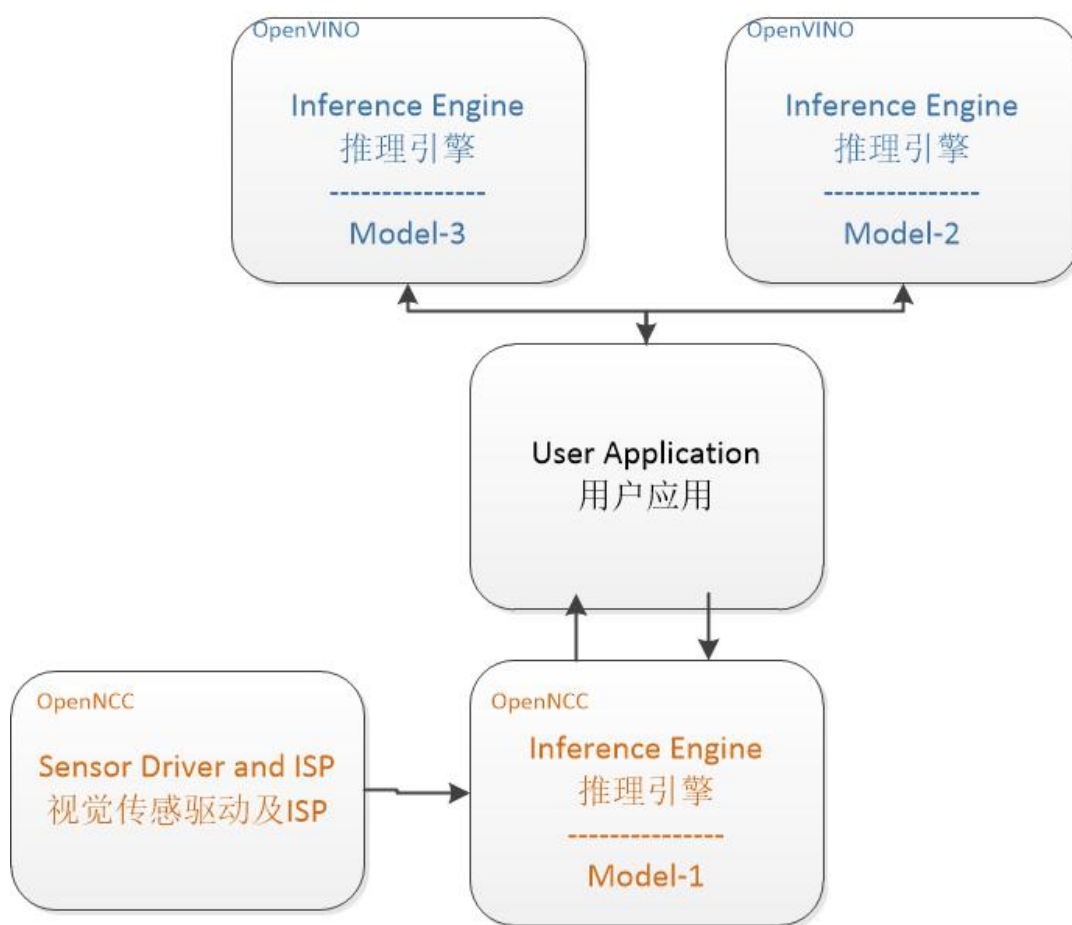 OpenVINO
Inference Engine
推理引擎
---------------
Model-3
OpenVINO
Inference Engine
推理引擎
---------------
Model-2
User Application
用户应用
OpenNCC
Sensor Driver and ISP
视觉传感驱动及ISP
OpenNCC
Inference Engine
推理引擎
---------------
Model-1